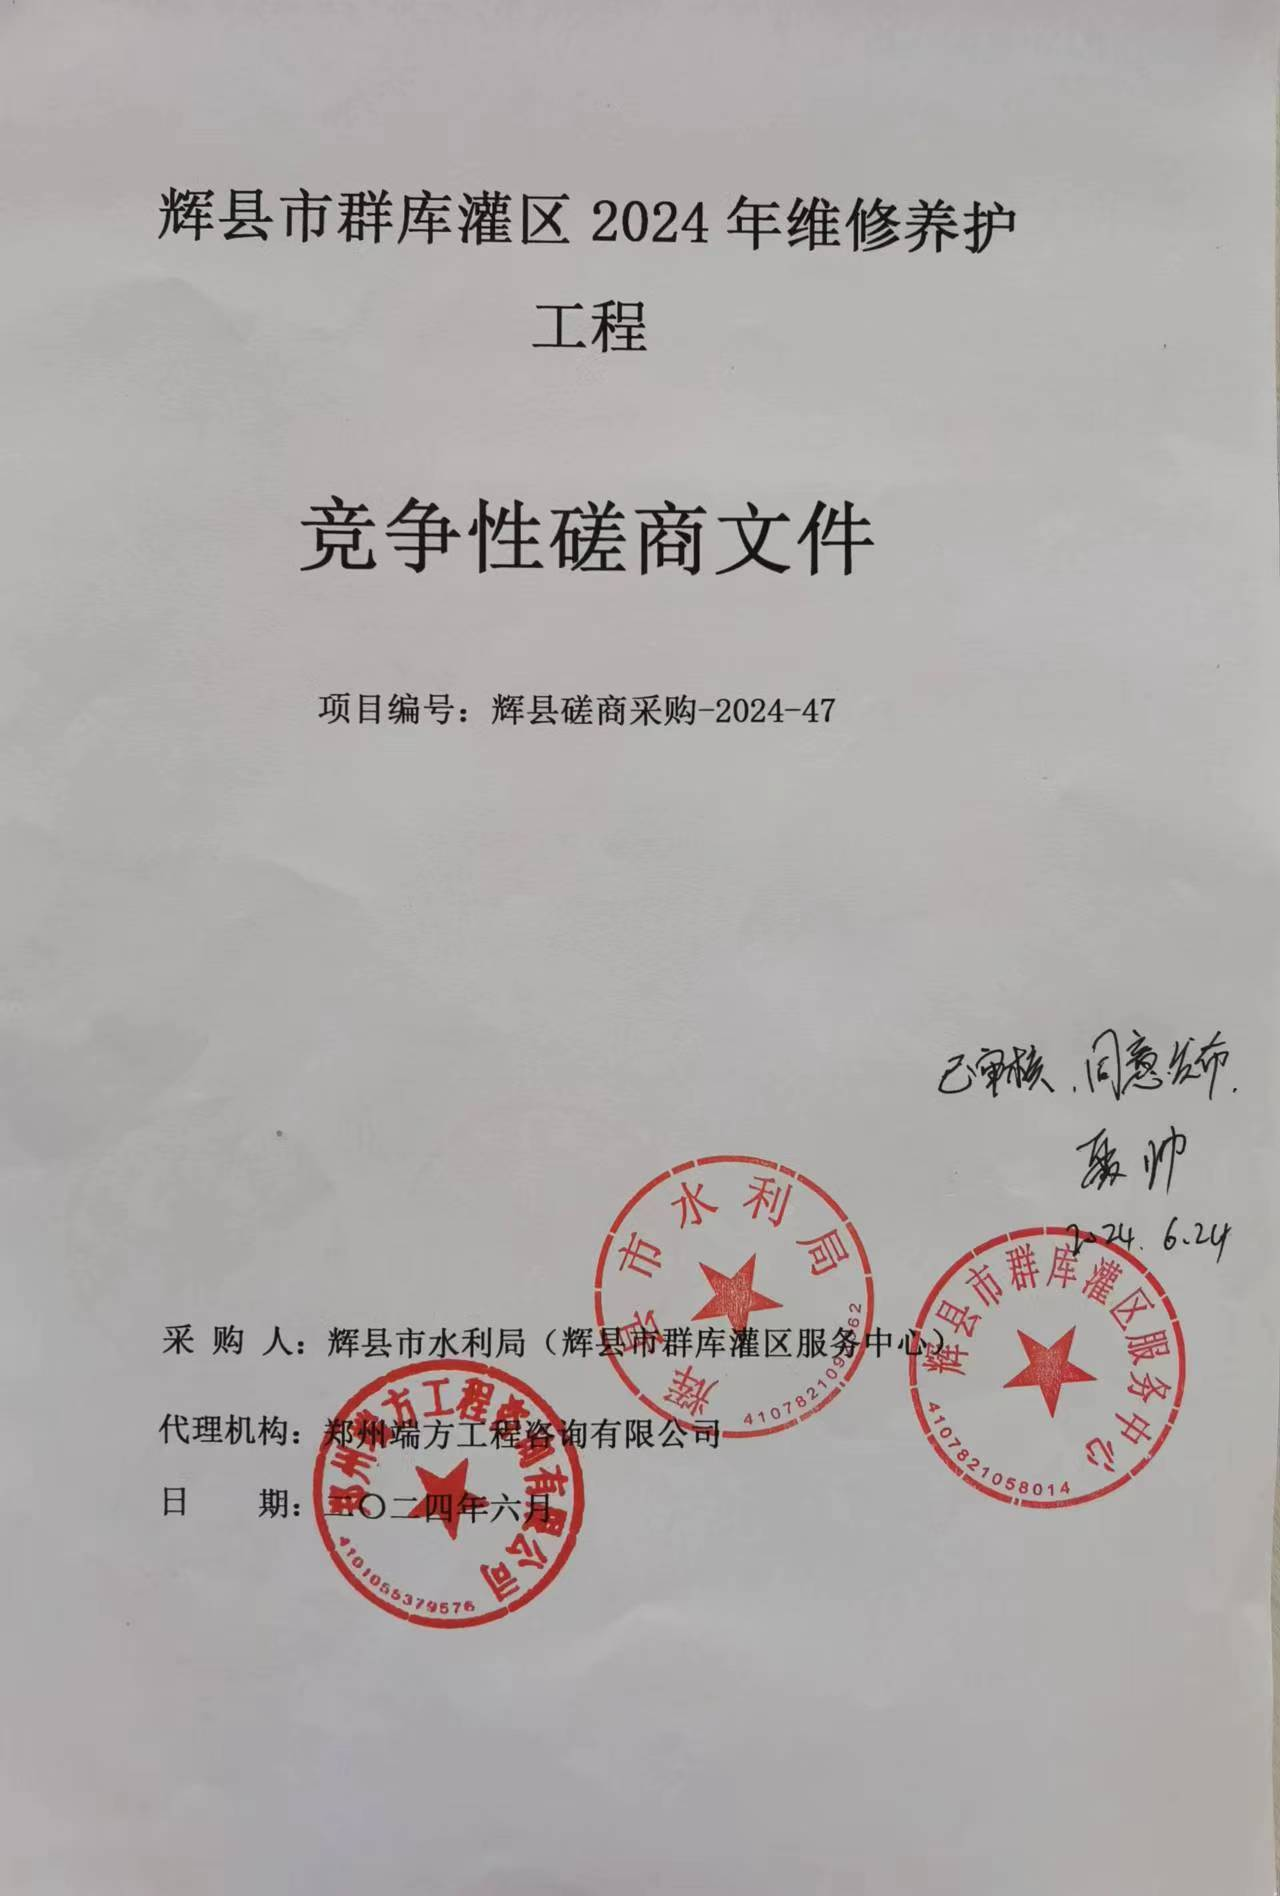 辉县市群库灌区 2024 年维修养护
工程
竞争性磋商文件
项目编号：辉县磋商采购-2024-47
已审核，同意发布.
聂帅
2024.6.24
采 购 人：辉县市水利局（辉县市群库灌区服务中心）
代理机构：郑州端方工程咨询有限公司
日 期：二〇二四年六月
辉县市水利局
辉县市群库灌区服务中心
4107821058014
郑州端方工程咨询有限公司
4101055379576